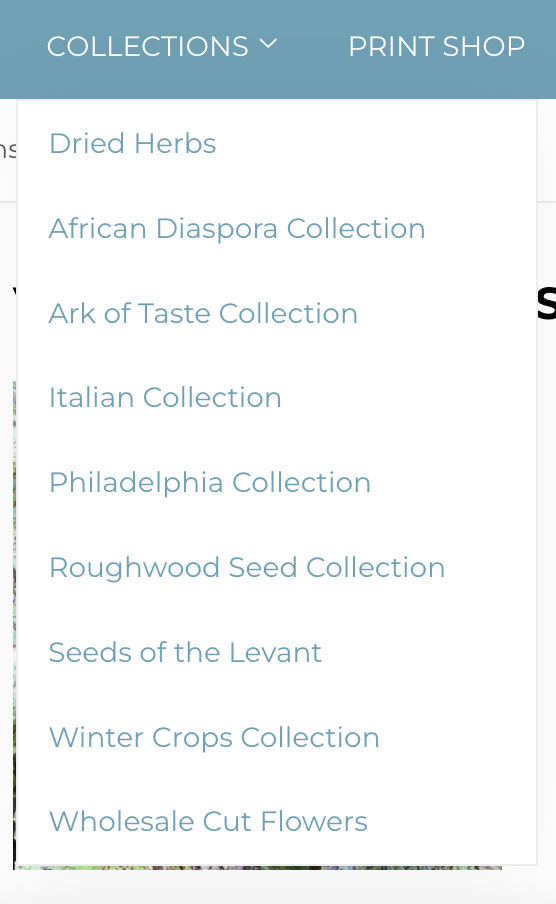 COLLECTIONS
PRINT SHOP
Dried Herbs
African Diaspora Collection
Ark of Taste Collection
Italian Collection
Philadelphia Collection
Roughwood Seed Collection
Seeds of the Levant
Winter Crops Collection
Wholesale Cut Flowers